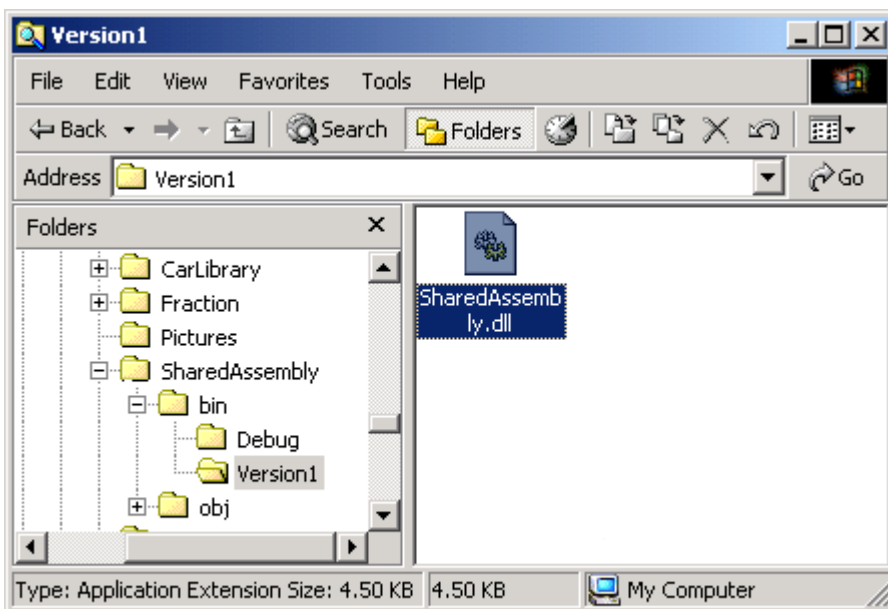 Version1
File Edit View Favorites Tools Help
Back Search Folders
Address Version1 Go
Folders
CarLibrary
Fraction
Pictures
SharedAssembly
bin
Debug
Version1
obj
SharedAssemb
ly.dll
Type: Application Extension Size: 4.50 KB 4.50 KB My Computer